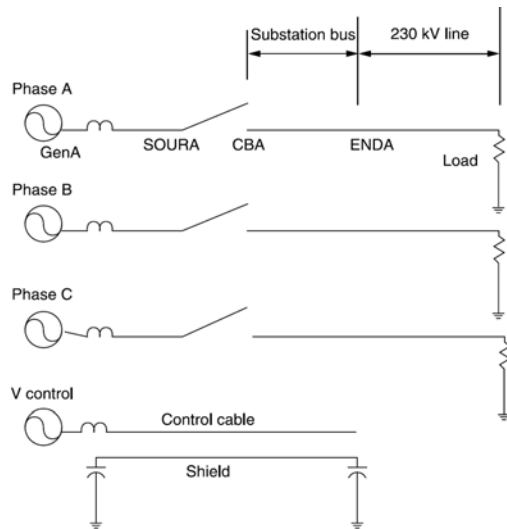 Substation bus
230 kV line
Phase A
GenA
SOURA
CBA
ENDA
Load
Phase B
Phase C
V control
Control cable
Shield